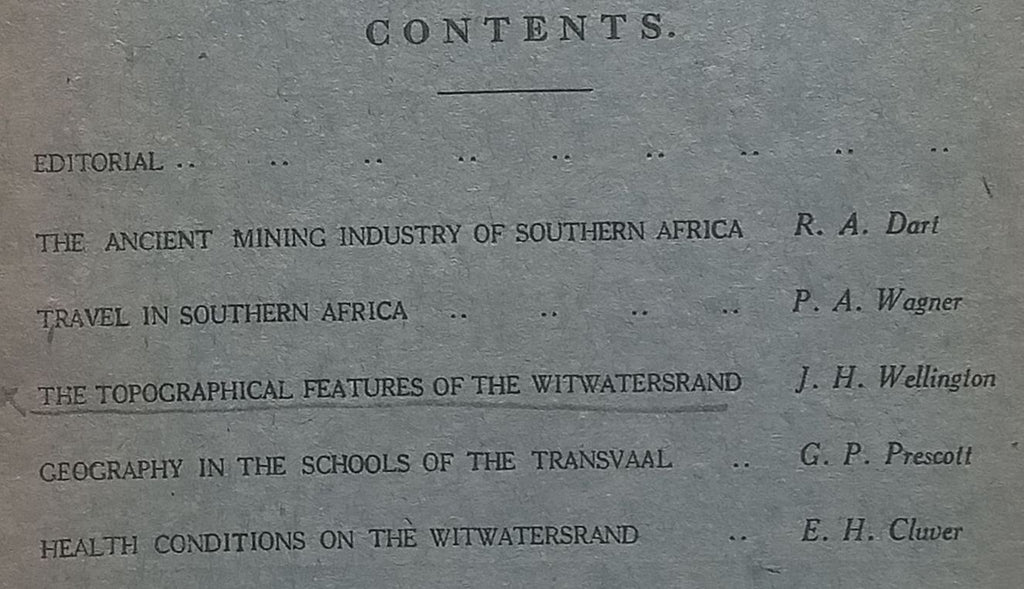 CONTENTS.
EDITORIAL .. .. .. .. .. .. .. .. ..
THE ANCIENT MINING INDUSTRY OF SOUTHERN AFRICA R. A. Dart
TRAVEL IN SOUTHERN AFRICA .. .. .. .. P. A. Wagner
THE TOPOGRAPHICAL FEATURES OF THE WITWATERSRAND J. H. Wellington
GEOGRAPHY IN THE SCHOOLS OF THE TRANSVAAL .. G. P. Prescott
HEALTH CONDITIONS ON THE WITWATERSRAND .. E. H. Cluver